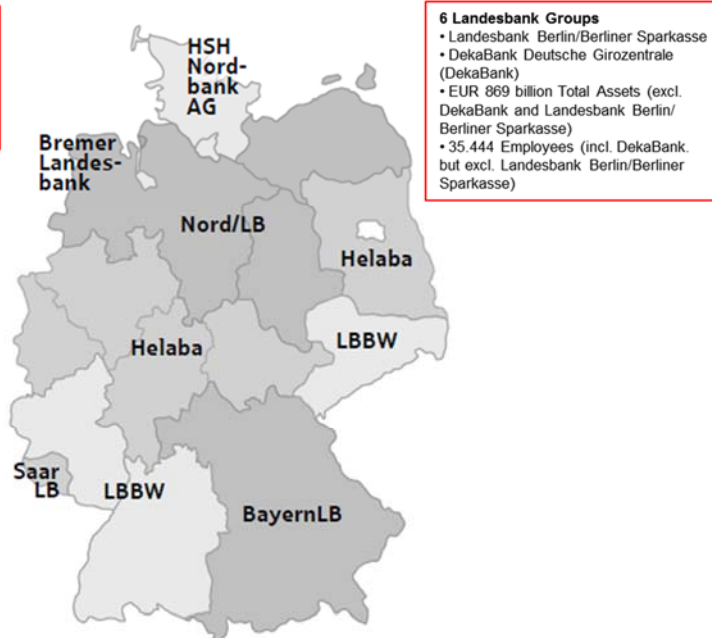 HSH
Nord-
bank
AG
Bremer
Landes-
bank
Nord/LB
Helaba
Helaba
LBBW
Saar
LB
LBBW
BayernLB
6 Landesbank Groups
• Landesbank Berlin/Berliner Sparkasse
• DekaBank Deutsche Girozentrale
(DekaBank)
• EUR 869 billion Total Assets (excl.
DekaBank and Landesbank Berlin/
Berliner Sparkasse)
• 35.444 Employees (incl. DekaBank.
but excl. Landesbank Berlin/Berliner
Sparkasse)